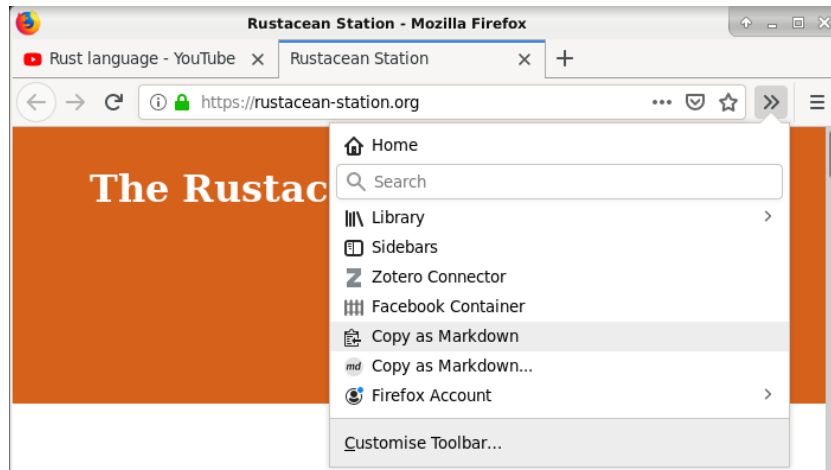 Rustacean Station - Mozilla Firefox
Rust language - YouTube
Rustacean Station
https://rustacean-station.org
Home
The Rustac
Search
Library
Sidebars
Zotero Connector
Facebook Container
Copy as Markdown
md Copy as Markdown...
Firefox Account
Customise Toolbar...